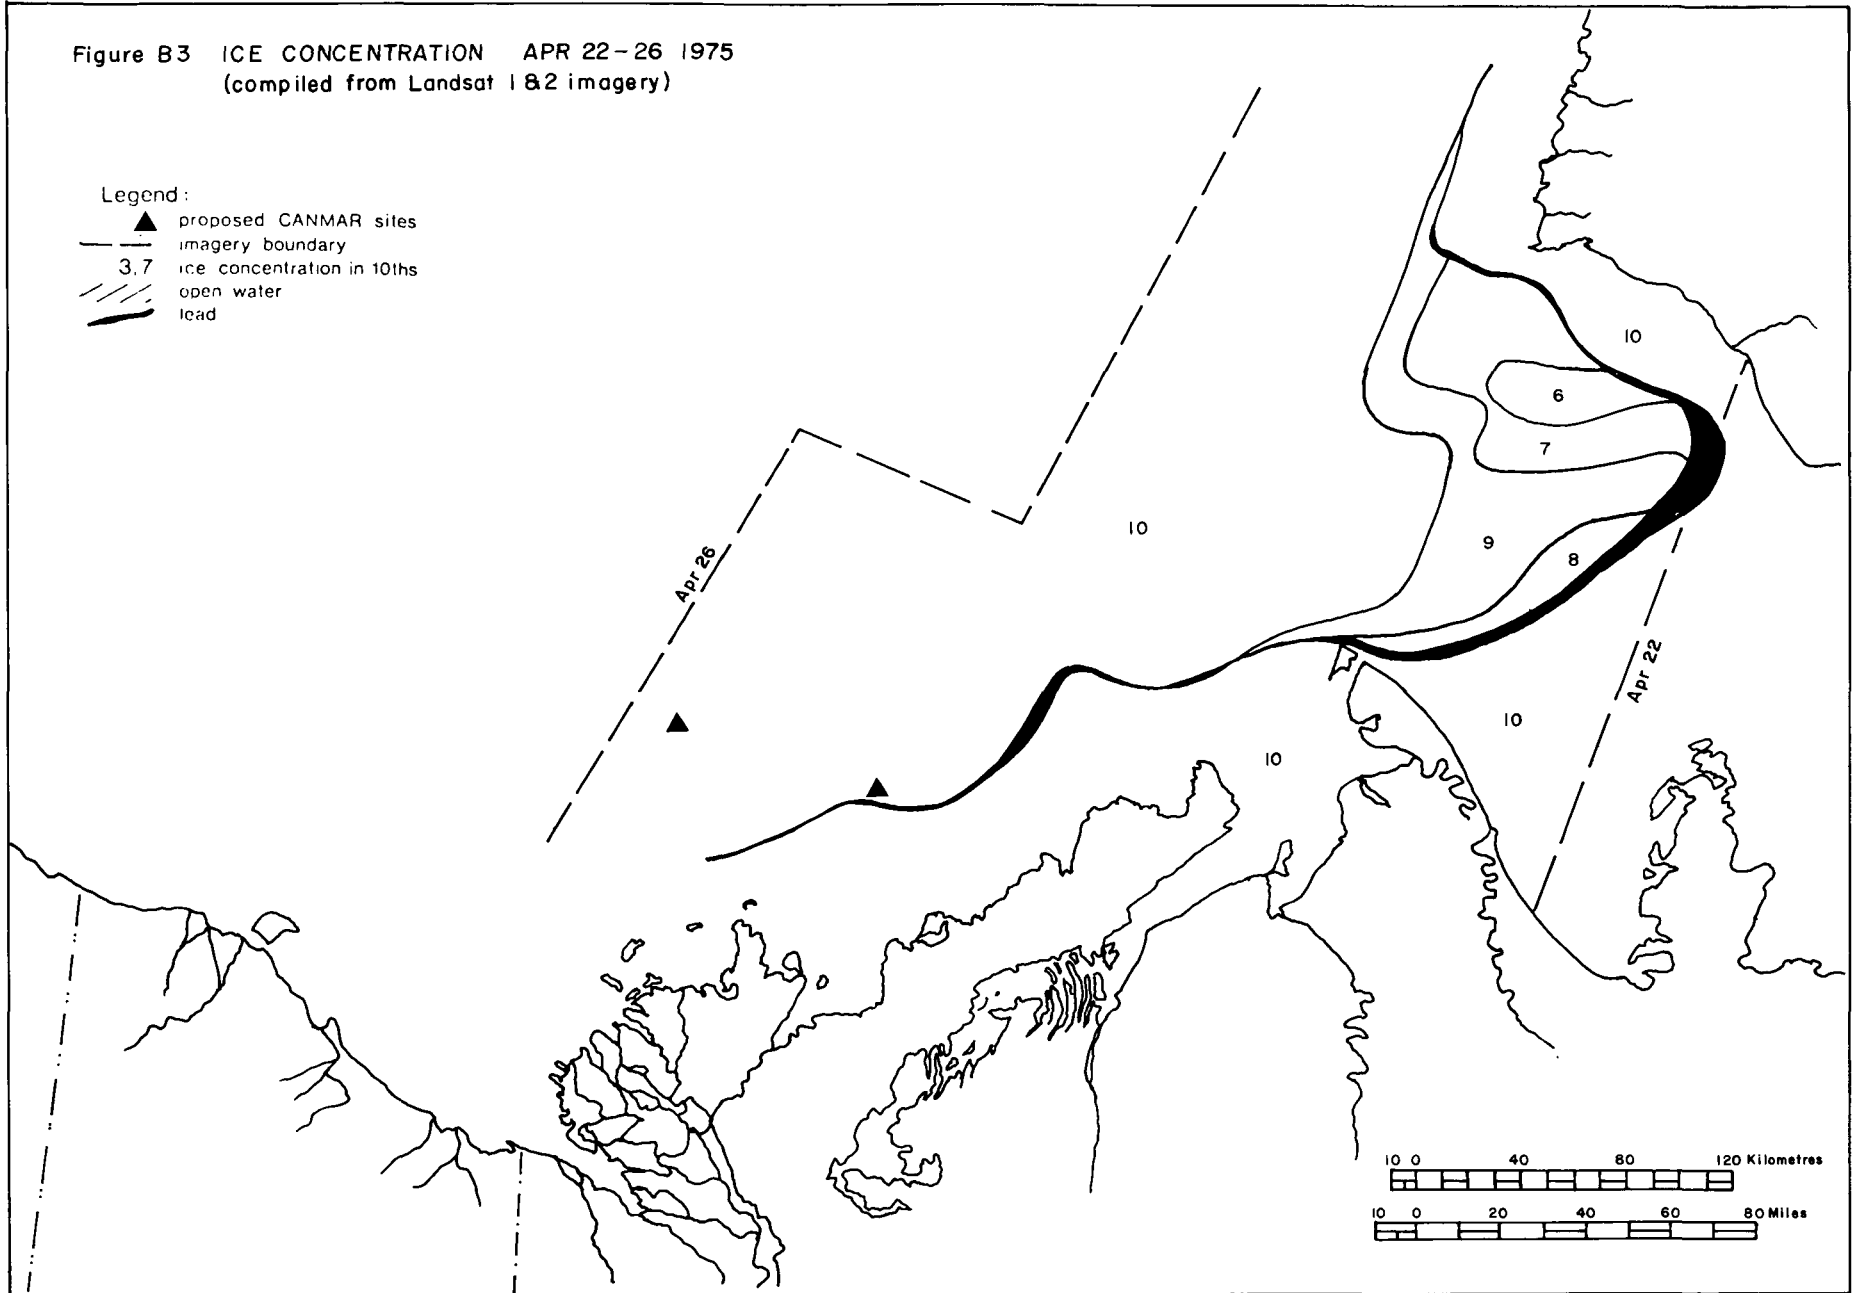 Figure B3 ICE CONCENTRATION APR 22-26 1975
(compiled from Landsat 1 & 2 imagery)
Legend :
proposed CANMAR sites
imagery boundary
3,7 ice concentration in 10ths
open water
lead
10
6
7
10
9
8
Apr 26
Apr 22
10
10
10 0 40 80 120 Kilometres
10 0 20 40 60 80 Miles